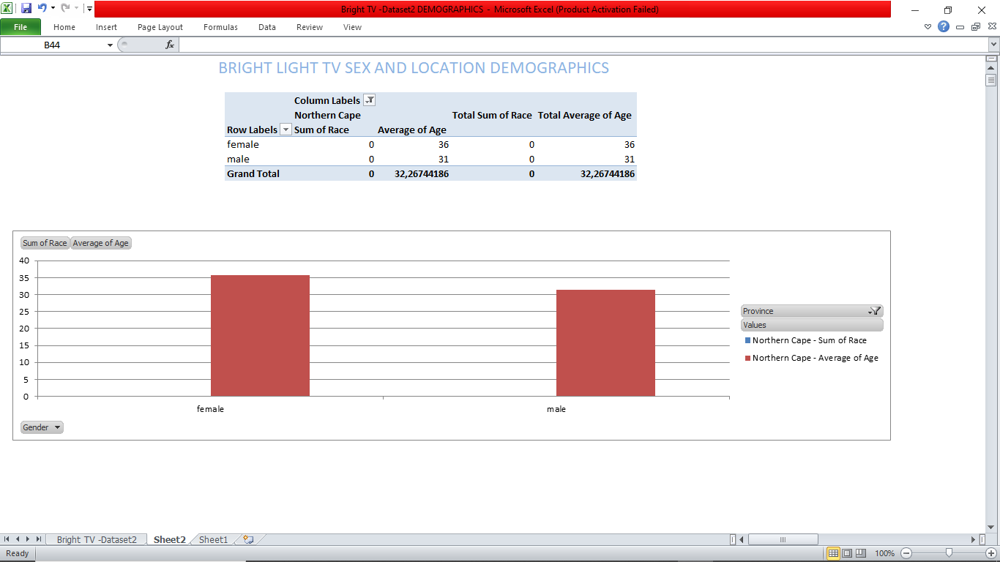 Bright TV -Dataset2 DEMOGRAPHICS - Microsoft Excel (Product Activation Failed)
File Home Insert Page Layout Formulas Data Review View
B44 fx
BRIGHT LIGHT TV SEX AND LOCATION DEMOGRAPHICS
Column Labels
Northern Cape Total Sum of Race Total Average of Age
Row Labels Sum of Race Average of Age
female 0 36 0 36
male 0 31 0 31
Grand Total 0 32,26744186 0 32,26744186
Sum of Race Average of Age
40
35
30
25
20
15
10
5
0
female male
Gender
Province
Values
Northern Cape - Sum of Race
Northern Cape - Average of Age
Bright TV -Dataset2 Sheet2 Sheet1
Ready 100%